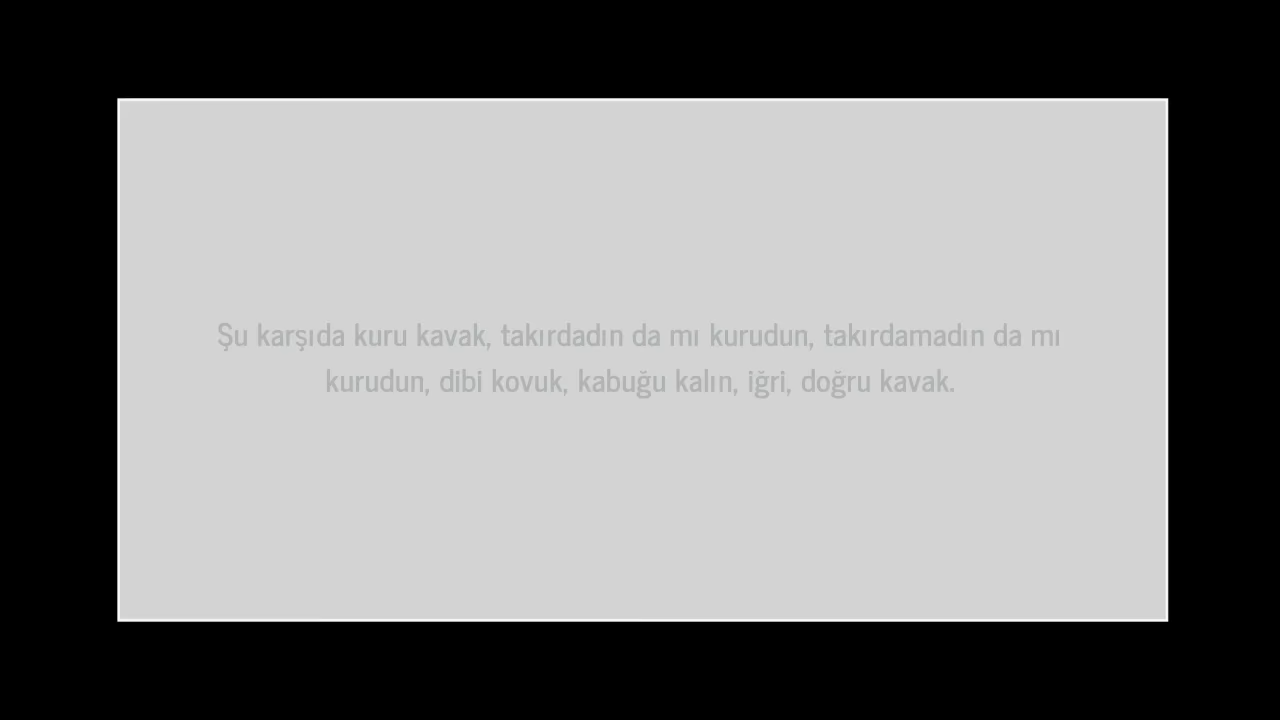 Şu karşıda kuru kavak, takırdadın da mı kurudun, takırdamadın da mı
kurudun, dibi kovuk, kabuğu kalın, iğri, doğru kavak.